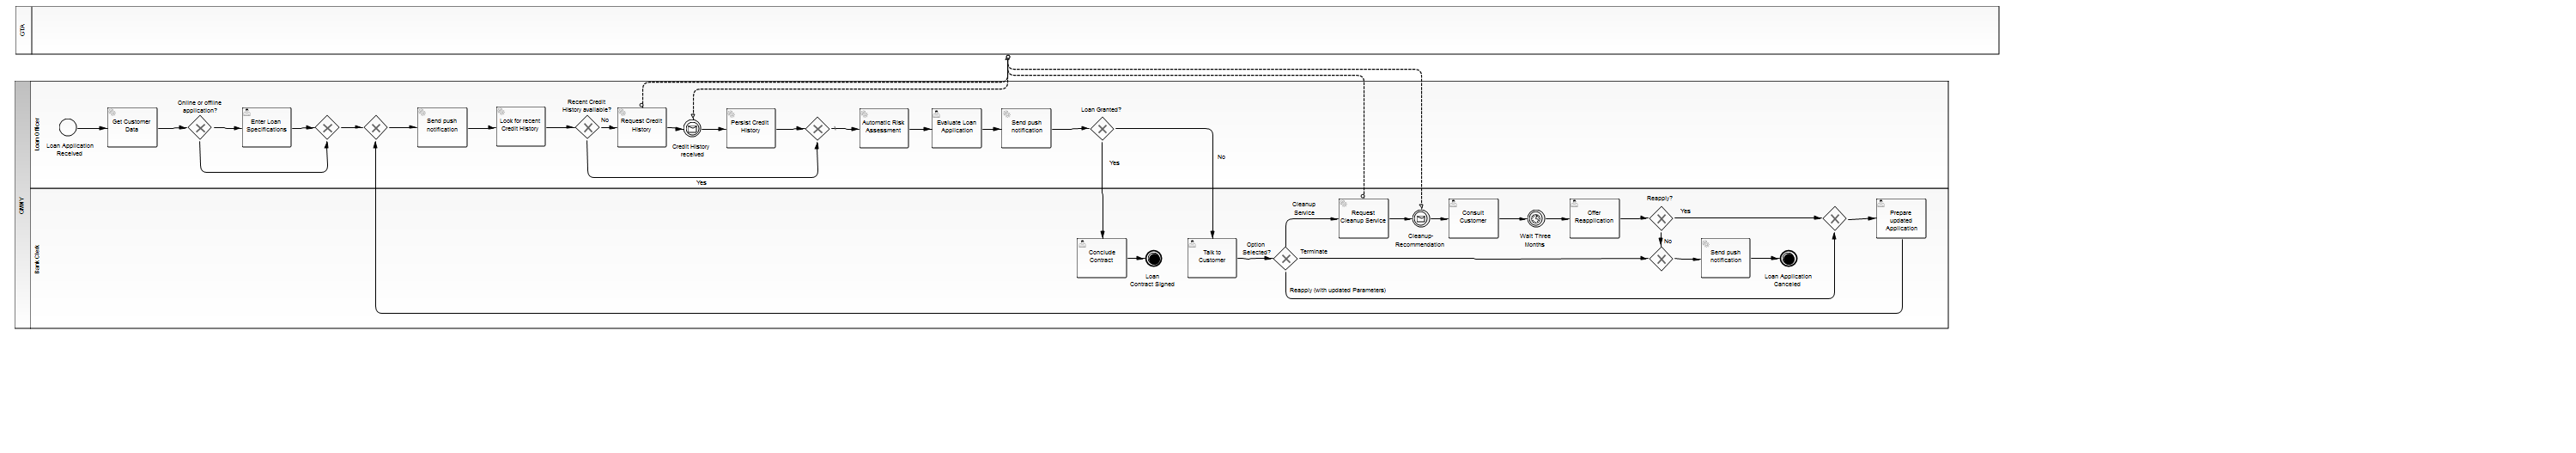 GTA
Loan Officer
Loan Application
Received
Get Customer
Data
Online or offline
application?
Enter Loan
Specifications
Send push
notification
Look for recent
Credit History
Recent Credit
History available?
No
Request Credit
History
Credit History
received
Yes
Persist Credit
History
Automatic Risk
Assessment
Evaluate Loan
Application
Send push
notification
Loan Granted?
Yes
No
Bank Clerk
Conclude
Contract
Loan
Contract Signed
Talk to
Customer
Option
Selected?
Cleanup
Service
Terminate
Reapply (with updated Parameters)
Request
Cleanup Service
Cleanup-
Recommendation
Consult
Customer
Wait Three
Months
Offer
Reapplication
Reapply?
Yes
No
Send push
notification
Loan Application
Canceled
Prepare
updated
Application